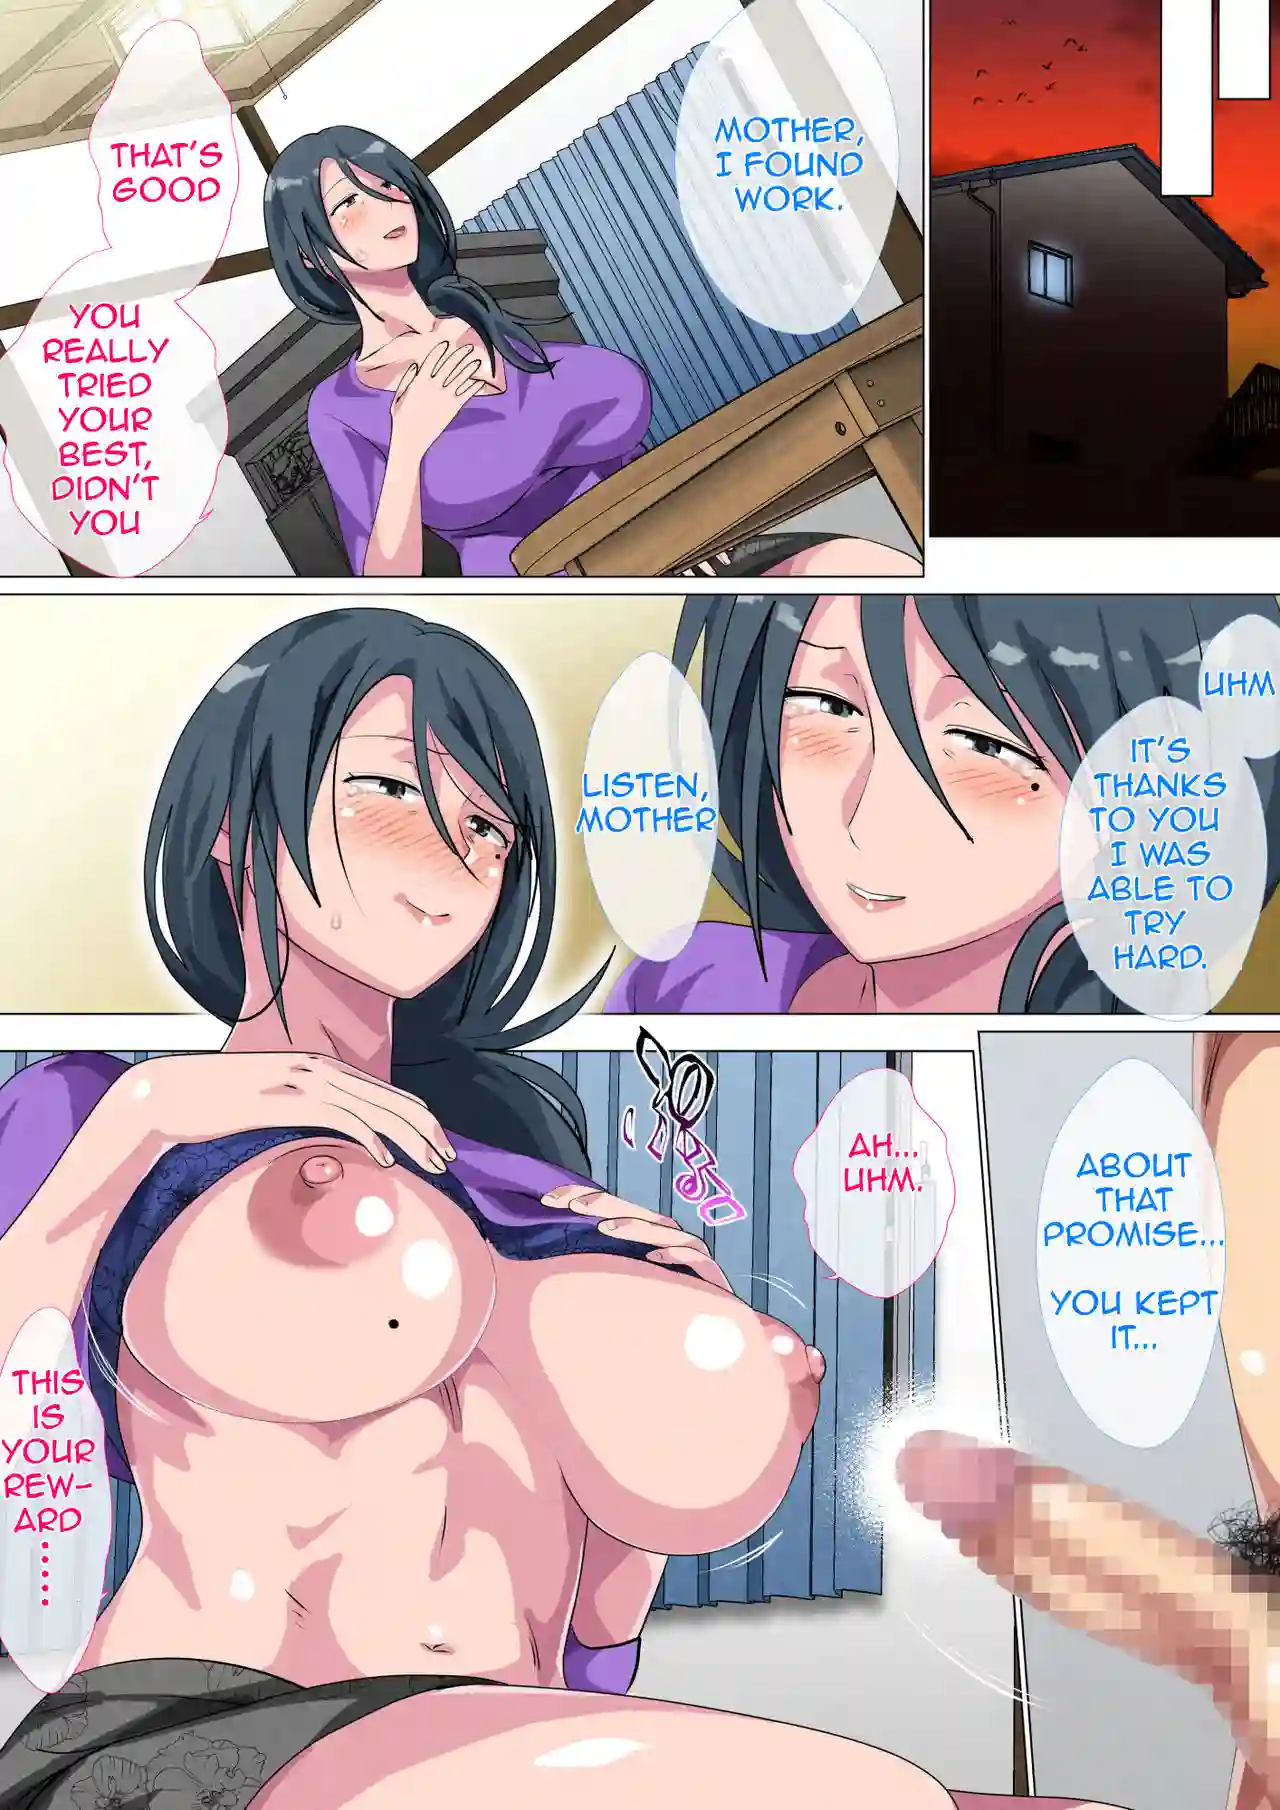 MOTHER,
I FOUND
WORK.
THAT'S
GOOD
YOU
REALLY
TRIED
YOUR
BEST,
DIDN'T
YOU
UHM
IT'S
THANKS
TO YOU
I WAS
ABLE TO
TRY
HARD.
LISTEN,
MOTHER
ABOUT
THAT
PROMISE...
YOU KEPT
IT...
AH...
UHM.
THIS
IS
YOUR
REW-
ARD
......